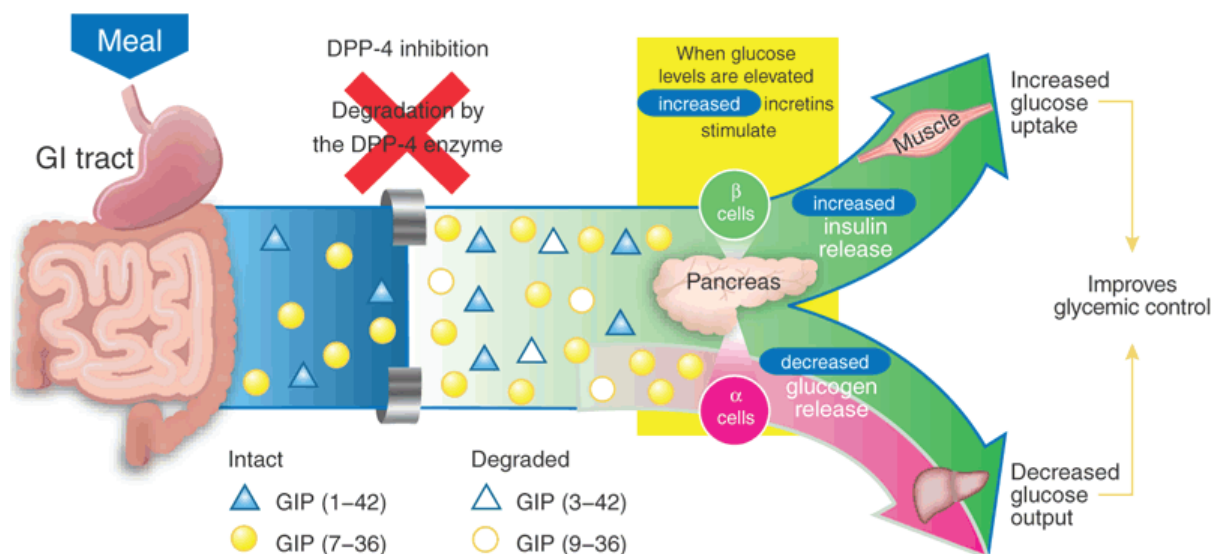 Meal
GI tract
DPP-4 inhibition
Degradation by
the DPP-4 enzyme
When glucose
levels are elevated
increased incretins
stimulate
β
cells
Pancreas
α
cells
Muscle
increased
insulin
release
decreased
glucogen
release
Increased
glucose
uptake
Improves
glycemic control
Decreased
glucose
output
Intact
GIP (1–42)
GIP (7–36)
Degraded
GIP (3–42)
GIP (9–36)